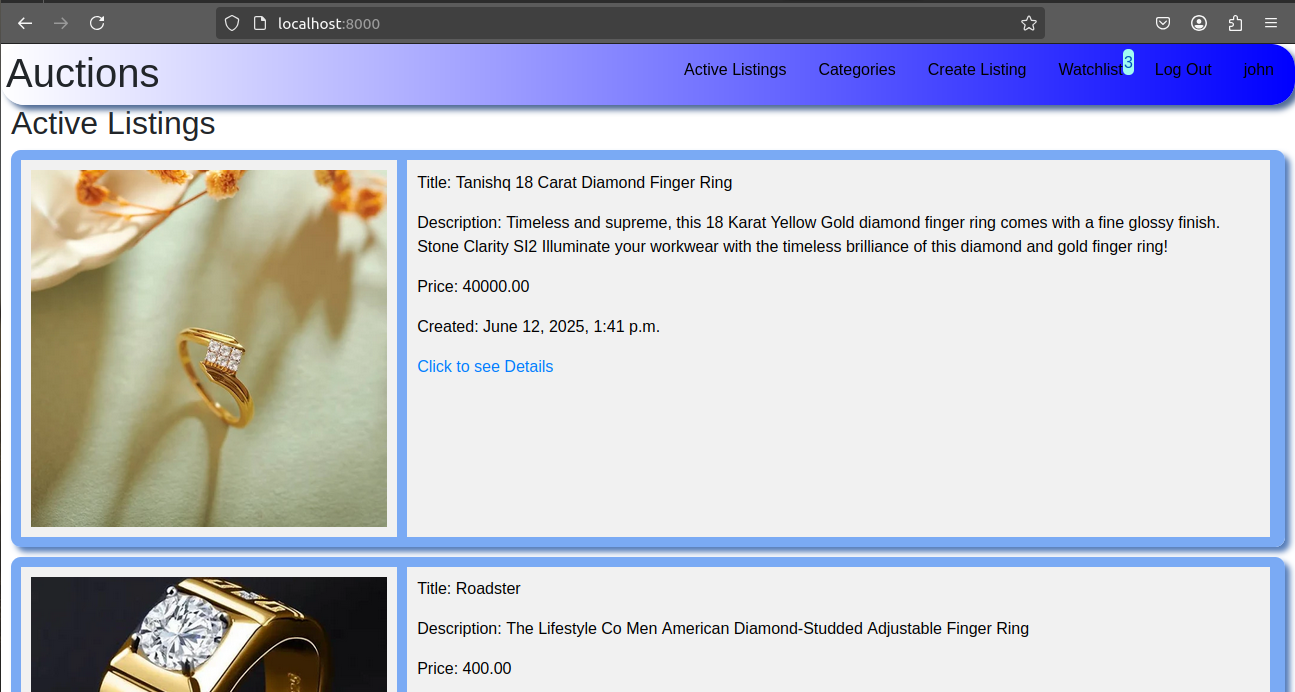 localhost:8000
Auctions
Active Listings
Categories
Create Listing
Watchlist 3
Log Out
john
Active Listings
Title: Tanishq 18 Carat Diamond Finger Ring
Description: Timeless and supreme, this 18 Karat Yellow Gold diamond finger ring comes with a fine glossy finish.
Stone Clarity SI2 Illuminate your workwear with the timeless brilliance of this diamond and gold finger ring!
Price: 40000.00
Created: June 12, 2025, 1:41 p.m.
Click to see Details
Title: Roadster
Description: The Lifestyle Co Men American Diamond-Studded Adjustable Finger Ring
Price: 400.00